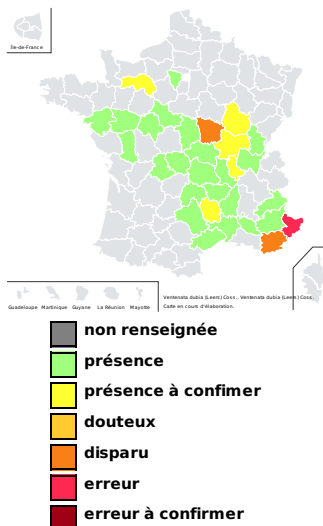 Île-de-France
Guadeloupe Martinique Guyane La Réunion Mayotte
Ventenata dubia (Leers) Coss., Ventenata dubia (Leers) Coss.
Carte en cours d'élaboration.
non renseignée
présence
présence à confimer
douteux
disparu
erreur
erreur à confirmer